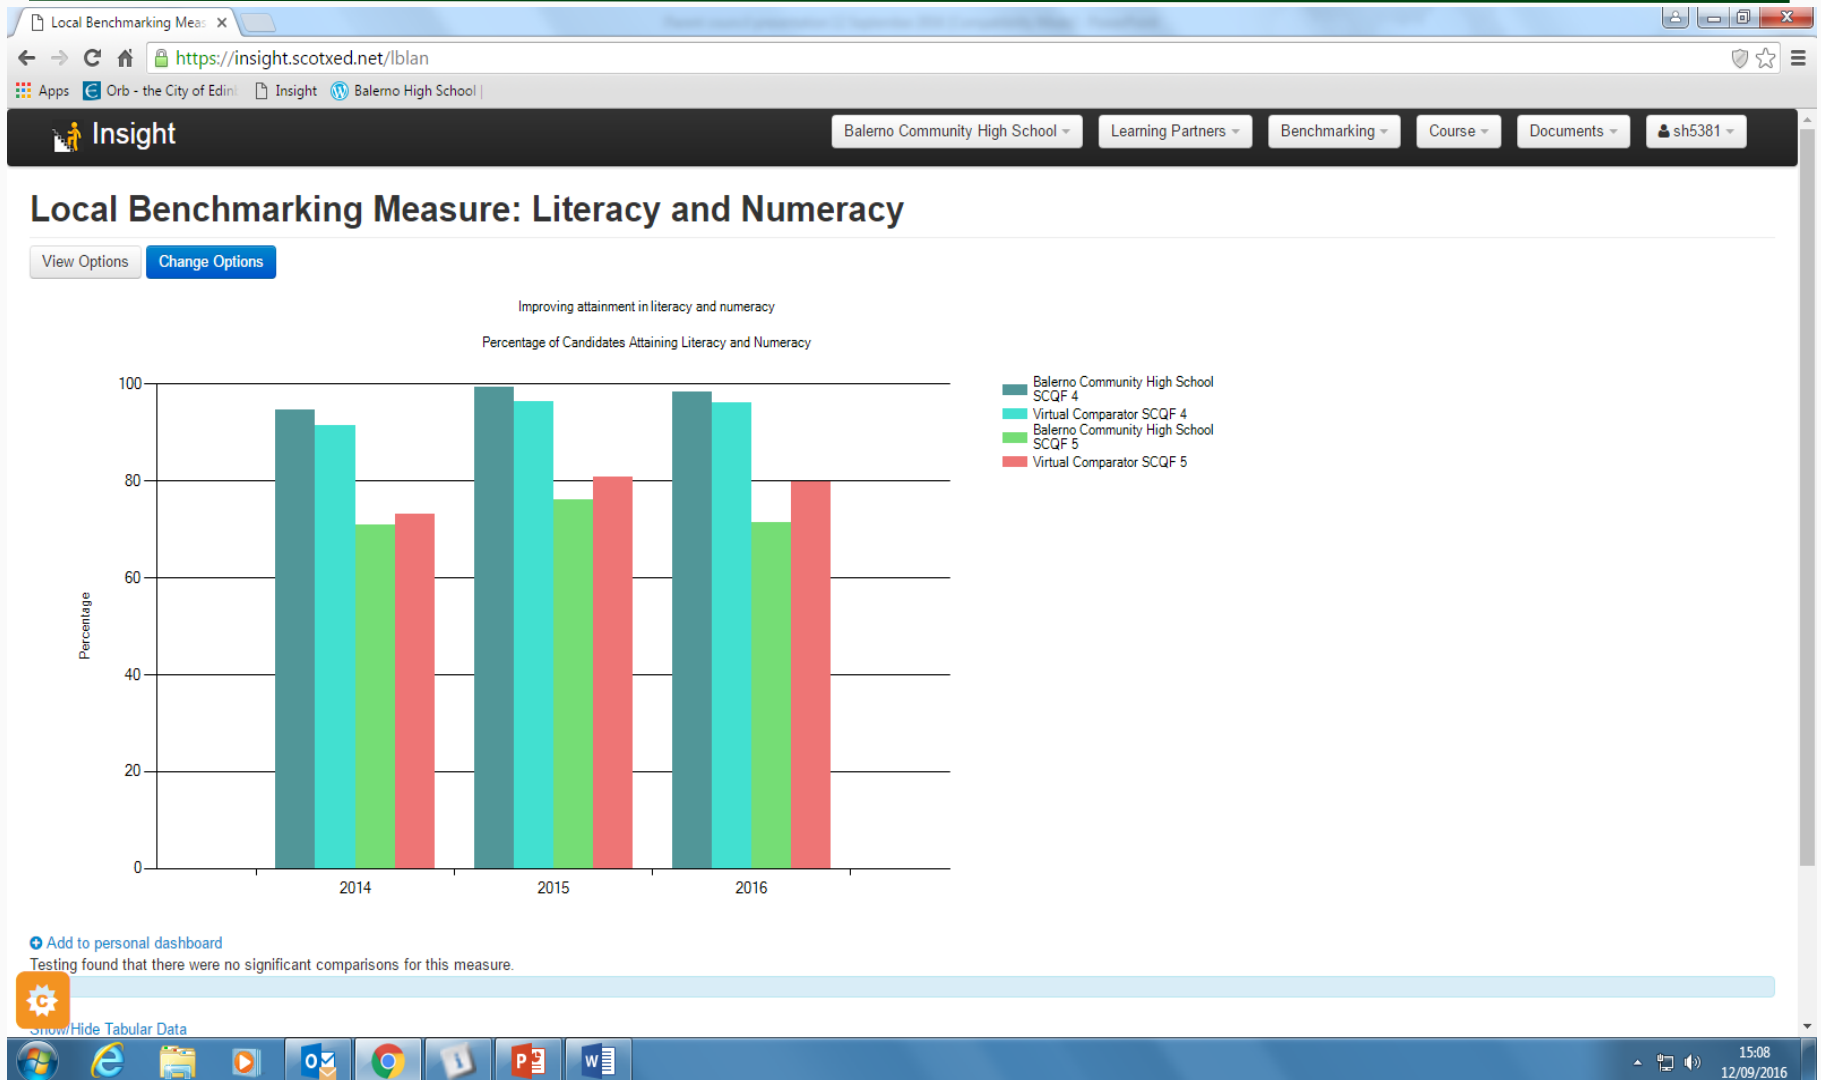 Local Benchmarking Meas
https://insight.scotxed.net/lblan
Apps Orb - the City of Edin Insight Balerno High School |
Insight Balerno Community High School Learning Partners Benchmarking Course Documents sh5381
Local Benchmarking Measure: Literacy and Numeracy
View Options Change Options
Improving attainment in literacy and numeracy
Percentage of Candidates Attaining Literacy and Numeracy
100
80
60
40
20
0
Percentage
2014 2015 2016
Balerno Community High School
SCQF 4
Virtual Comparator SCQF 4
Balerno Community High School
SCQF 5
Virtual Comparator SCQF 5
Add to personal dashboard
Testing found that there were no significant comparisons for this measure.
Show/Hide Tabular Data
15:08
12/09/2016